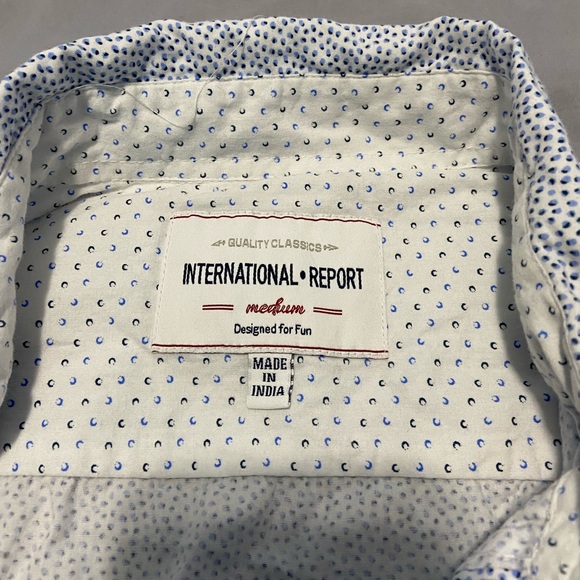 QUALITY CLASSICS
INTERNATIONAL • REPORT
medium
Designed for Fun
MADE
IN
INDIA